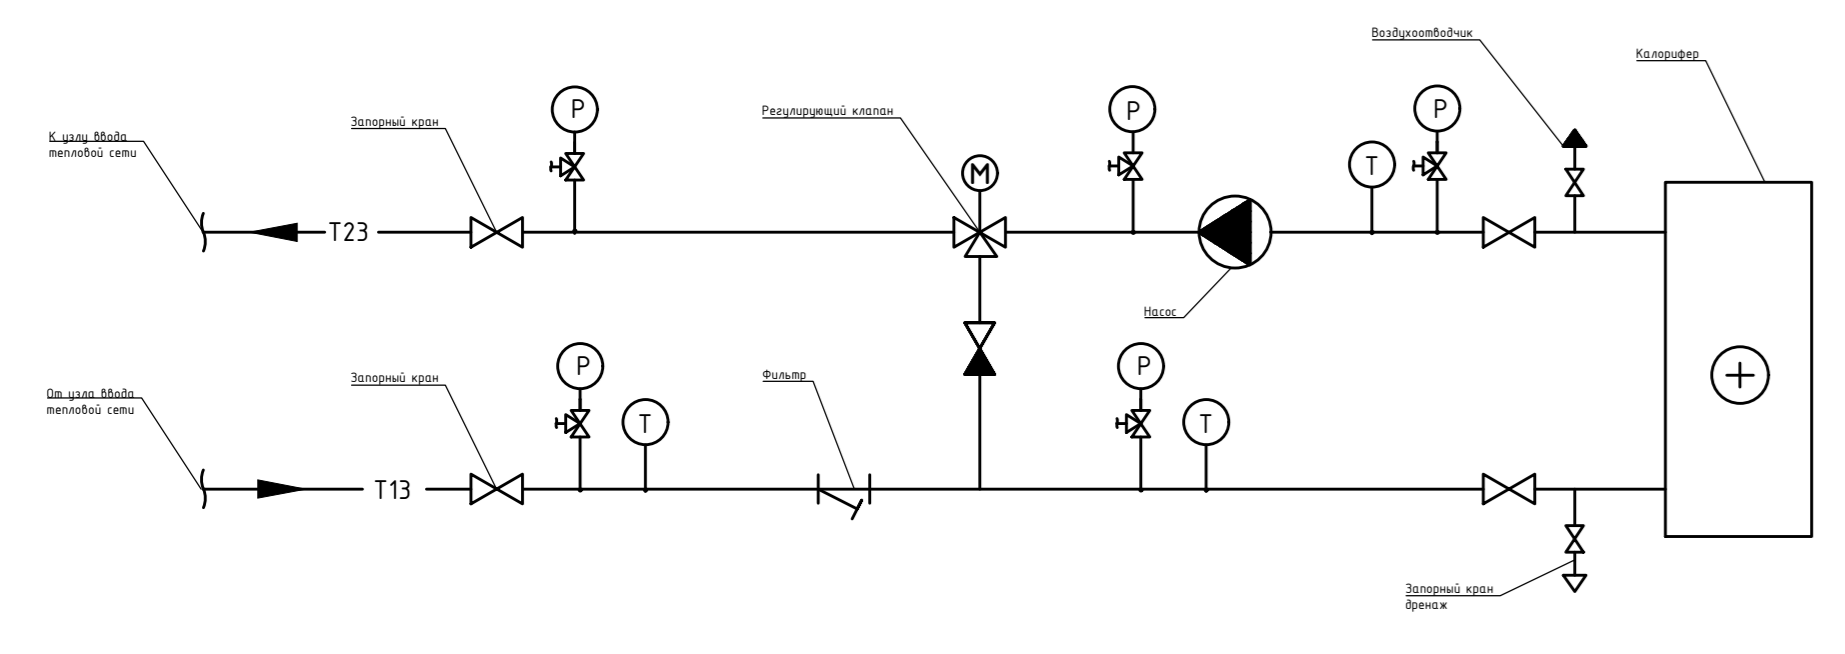 Воздухоотводчик
Калорифер
P
P
P
Регулирующий клапан
Запорный кран
К узлу ввода
тепловой сети
T
M
T23
Насос
P
P
Запорный кран
Фильтр
От узла ввода
тепловой сети
T
T
T13
Запорный кран
дренаж